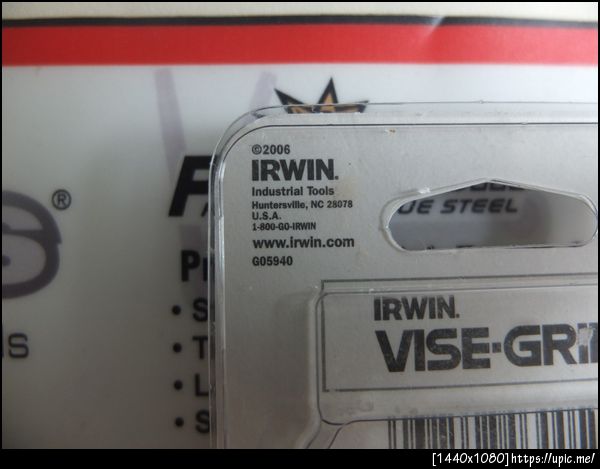 ©2006
IRWIN.
Industrial Tools
Huntersville, NC 28078
U.S.A.
1-800-GO-IRWIN
www.irwin.com
G05940
STEEL
S®
IRWIN.
VISE-GRI
[1440x1080]https://upic.me/